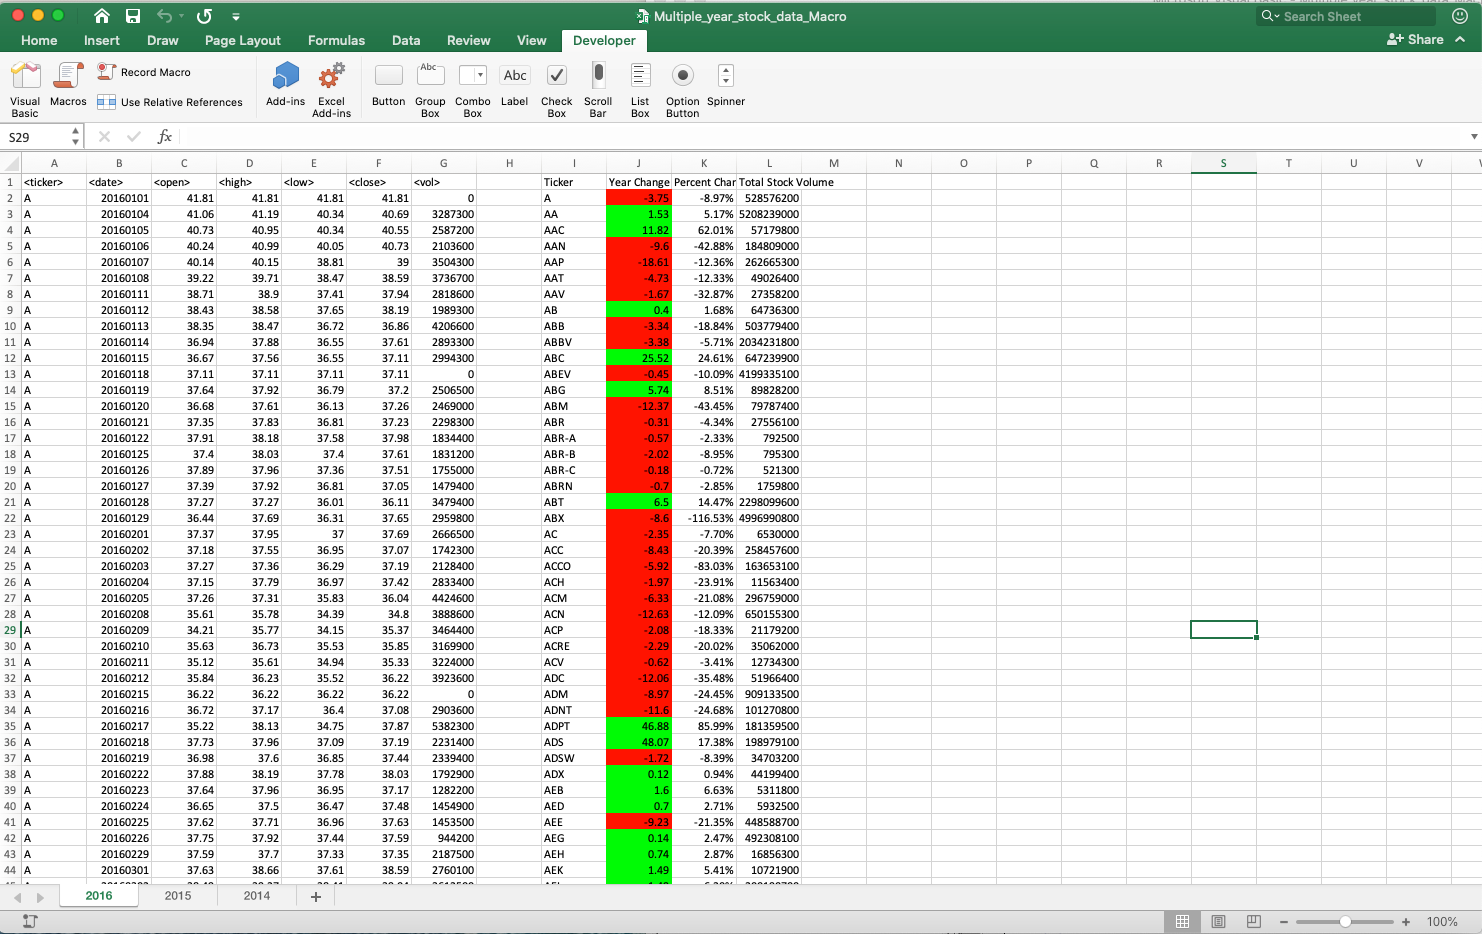 Multiple_year_stock_data_Macro
Search Sheet
Home Insert Draw Page Layout Formulas Data Review View Developer Share
Visual Basic
Macros
Record Macro
Use Relative References
Add-ins
Excel Add-ins
Button
Group Box
Combo Box
Label
Check Box
Scroll Bar
List Box
Option Button
Spinner
Abc
Abc
S29 fx
A B C D E F G H I J K L M N O P Q R S T U V
1 <ticker> <date> <open> <high> <low> <close> <vol> Ticker Year Change Percent Char Total Stock Volume
2 A 20160101 41.81 41.81 41.81 41.81 0 A -3.75 -8.97% 528576200
3 A 20160104 41.06 41.19 40.34 40.69 3287300 AA 1.53 5.17% 5208239000
4 A 20160105 40.73 40.95 40.34 40.55 2587200 AAC 11.82 62.01% 57179800
5 A 20160106 40.24 40.99 40.05 40.73 2103600 AAN -9.6 -42.88% 184809000
6 A 20160107 40.14 40.15 38.81 39 3504300 AAP -18.61 -12.36% 262665300
7 A 20160108 39.22 39.71 38.47 38.59 3736700 AAT -4.73 -12.33% 49026400
8 A 20160111 38.71 38.9 37.41 37.94 2818600 AAV -1.67 -32.87% 27358200
9 A 20160112 38.43 38.58 37.65 38.19 1989300 AB 0.4 1.68% 64736300
10 A 20160113 38.35 38.47 36.72 36.86 4206600 ABB -3.34 -18.84% 503779400
11 A 20160114 36.94 37.88 36.55 37.61 2893300 ABBV -3.38 -5.71% 2034231800
12 A 20160115 36.67 37.56 36.55 37.11 2994300 ABC 25.52 24.61% 647239900
13 A 20160118 37.11 37.11 37.11 37.11 0 ABEV -0.45 -10.09% 4199335100
14 A 20160119 37.64 37.92 36.79 37.2 2506500 ABG 5.74 8.51% 89828200
15 A 20160120 36.68 37.61 36.13 37.26 2469000 ABM -12.37 -43.45% 79787400
16 A 20160121 37.35 37.83 36.81 37.23 2298300 ABR -0.31 -4.34% 27556100
17 A 20160122 37.91 38.18 37.58 37.98 1834400 ABR-A -0.57 -2.33% 792500
18 A 20160125 37.4 38.03 37.4 37.61 1831200 ABR-B -2.02 -8.95% 795300
19 A 20160126 37.89 37.96 37.36 37.51 1755000 ABR-C -0.18 -0.72% 521300
20 A 20160127 37.39 37.92 36.81 37.05 1479400 ABRN -0.7 -2.85% 1759800
21 A 20160128 37.27 37.27 36.01 36.11 3479400 ABT 6.5 14.47% 2298099600
22 A 20160129 36.44 37.69 36.31 37.65 2959800 ABX -8.6 -116.53% 4996990800
23 A 20160201 37.37 37.95 37 37.69 2666500 AC -2.35 -7.70% 6530000
24 A 20160202 37.18 37.55 36.95 37.07 1742300 ACC -8.43 -20.39% 258457600
25 A 20160203 37.27 37.36 36.29 37.19 2128400 ACCO -5.92 -83.03% 163653100
26 A 20160204 37.15 37.79 36.97 37.42 2833400 ACH -1.97 -23.91% 11563400
27 A 20160205 37.26 37.31 35.83 36.04 4424600 ACM -6.33 -21.08% 296759000
28 A 20160208 35.61 35.78 34.39 34.8 3888600 ACN -12.63 -12.09% 650155300
29 A 20160209 34.21 35.77 34.15 35.37 3464400 ACP -2.08 -18.33% 21179200
30 A 20160210 35.63 36.73 35.53 35.85 3169900 ACRE -2.29 -20.02% 35062000
31 A 20160211 35.12 35.61 34.94 35.33 3224000 ACV -0.62 -3.41% 12734300
32 A 20160212 35.84 36.23 35.52 36.22 3923600 ADC -12.06 -35.48% 51966400
33 A 20160215 36.22 36.22 36.22 36.22 0 ADM -8.97 -24.45% 909133500
34 A 20160216 36.72 37.17 36.4 37.08 2903600 ADNT -11.6 -24.68% 101270800
35 A 20160217 35.22 38.13 34.75 37.87 5382300 ADPT 46.88 85.99% 181359500
36 A 20160218 37.73 37.96 37.09 37.19 2231400 ADS 48.07 17.38% 198979100
37 A 20160219 36.98 37.6 36.85 37.44 2339400 ADSW -1.72 -8.39% 34703200
38 A 20160222 37.88 38.19 37.78 38.03 1792900 ADX 0.12 0.94% 44199400
39 A 20160223 37.64 37.96 36.95 37.17 1282200 AEB 1.6 6.63% 5311800
40 A 20160224 36.65 37.5 36.47 37.48 1454900 AED 0.7 2.71% 5932500
41 A 20160225 37.62 37.71 36.96 37.63 1453500 AEE -9.23 -21.35% 448588700
42 A 20160226 37.75 37.92 37.44 37.59 944200 AEG 0.14 2.47% 492308100
43 A 20160229 37.59 37.7 37.33 37.35 2187500 AEH 0.74 2.87% 16856300
44 A 20160301 37.63 38.66 37.61 38.59 2760100 AEK 1.49 5.41% 10721900
2016 2015 2014 +
100%